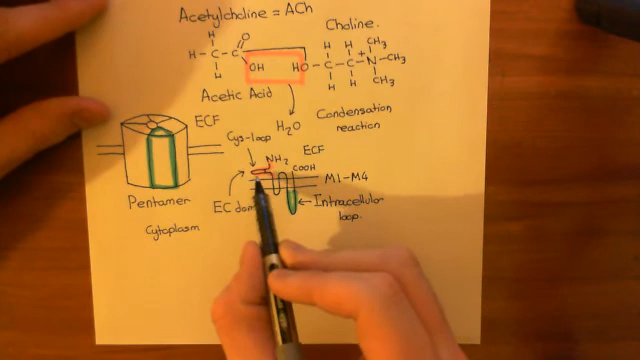 Acetylcholine = ACh
Choline.
H H H CH₃
H-C-C O OH HO-C-C-N-CH₃
H H H CH₃
+
Acetic Acid
H₂O
Condensation
reaction
ECF
Cys-loop
NH₂
ECF
COOH
M1-M4
Pentamer
EC
Intracellular
loop.
Cytoplasm